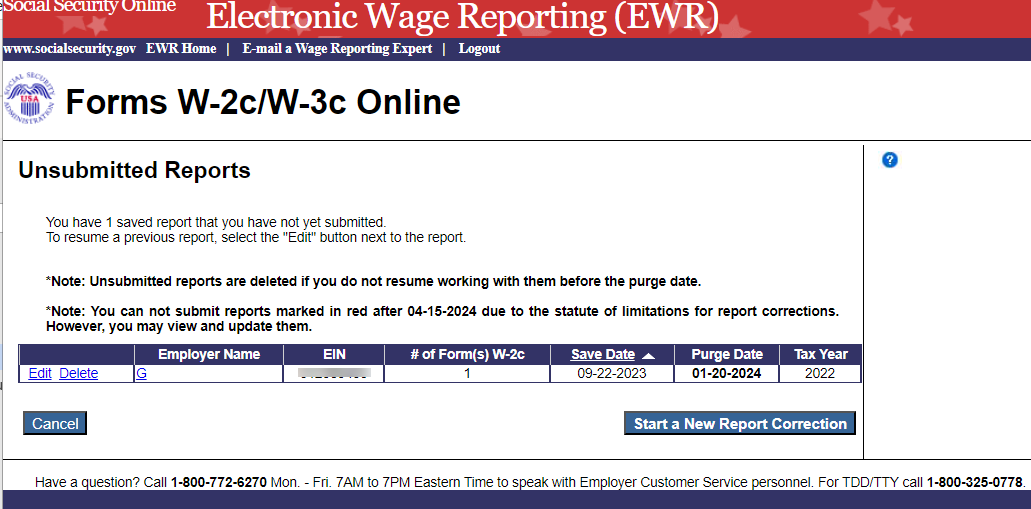 Social Security Online
Electronic Wage Reporting (EWR)
www.socialsecurity.gov EWR Home | E-mail a Wage Reporting Expert | Logout
SOCIAL SECURITY ADMINISTRATION
USA
Forms W-2c/W-3c Online
?
Unsubmitted Reports
You have 1 saved report that you have not yet submitted.
To resume a previous report, select the "Edit" button next to the report.
*Note: Unsubmitted reports are deleted if you do not resume working with them before the purge date.
*Note: You can not submit reports marked in red after 04-15-2024 due to the statute of limitations for report corrections.
However, you may view and update them.
Employer Name EIN # of Form(s) W-2c Save Date Purge Date Tax Year
Edit Delete G 1 09-22-2023 01-20-2024 2022
Cancel Start a New Report Correction
Have a question? Call 1-800-772-6270 Mon. - Fri. 7AM to 7PM Eastern Time to speak with Employer Customer Service personnel. For TDD/TTY call 1-800-325-0778.